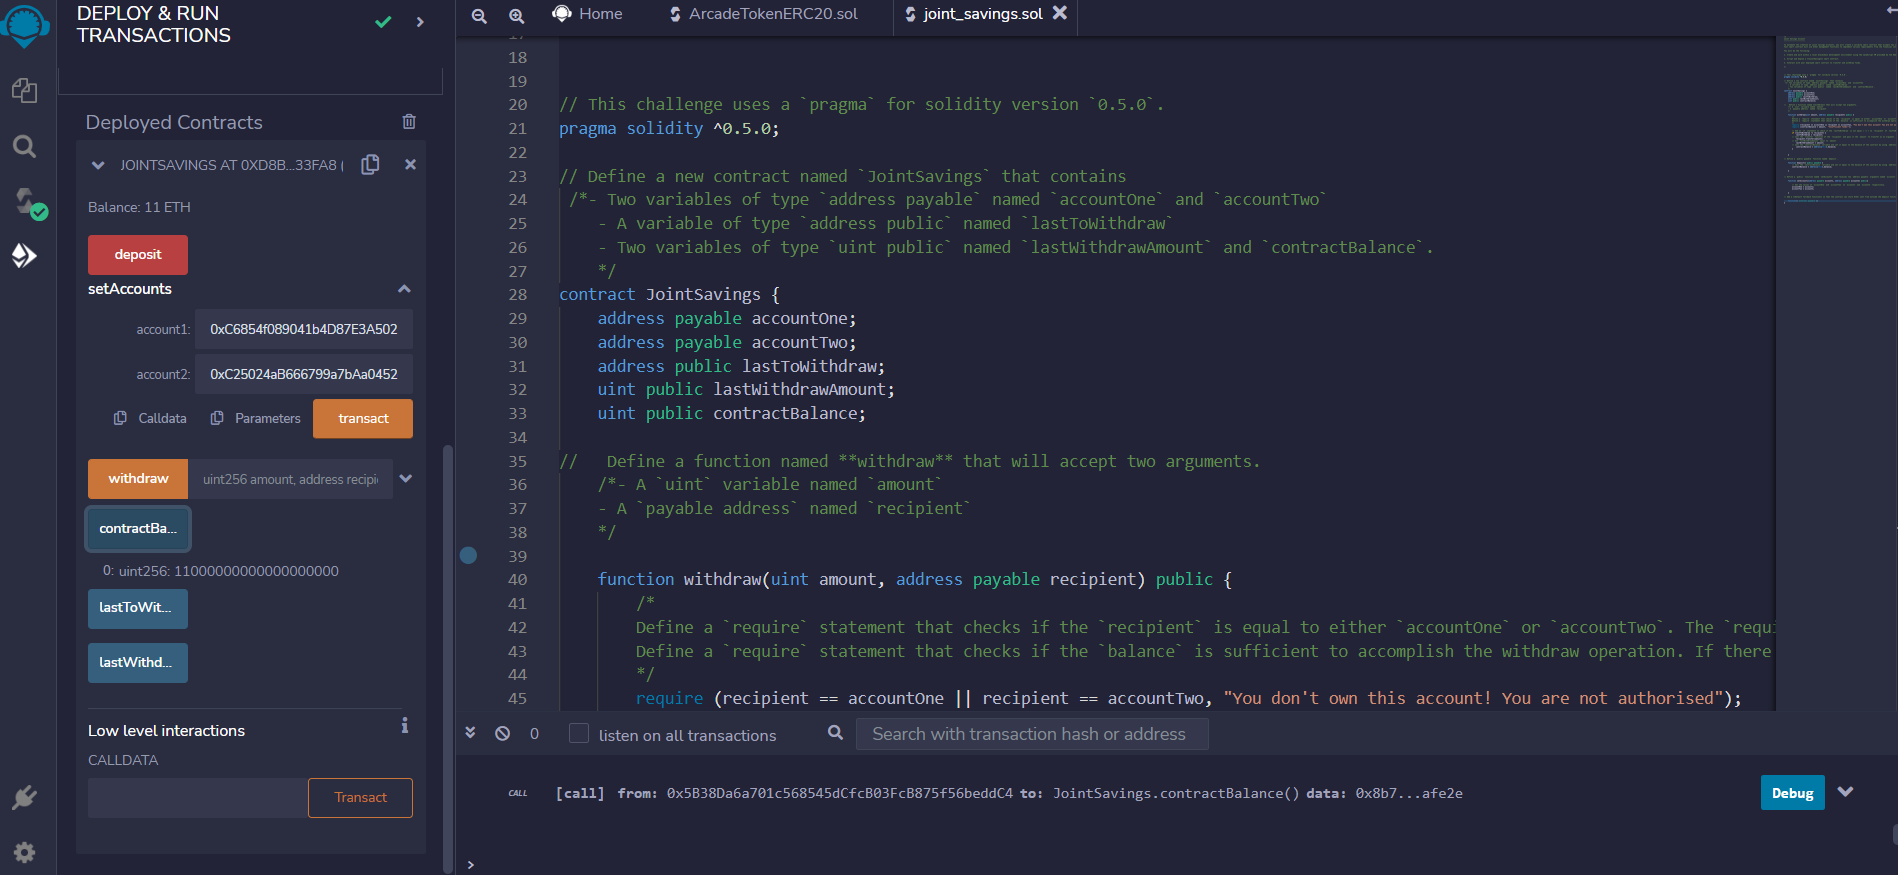 DEPLOY & RUN
TRANSACTIONS
Deployed Contracts
JOINTSAVINGS AT 0XD8B...33FA8 (
Balance: 11 ETH
deposit
setAccounts
account1: 0xC6854f089041b4D87E3A502
account2: 0xC25024aB666799a7bAa0452
Calldata Parameters transact
withdraw uint256 amount, address recipi
contractBa...
0: uint256: 11000000000000000000
lastToWit...
lastWithd...
Low level interactions i
CALLDATA
Transact
Home ArcadeTokenERC20.sol joint_savings.sol
17
18
19
20 // This challenge uses a `pragma` for solidity version `0.5.0`.
21 pragma solidity ^0.5.0;
22
23 // Define a new contract named `JointSavings` that contains
24 /*- Two variables of type `address payable` named `accountOne` and `accountTwo`
25 - A variable of type `address public` named `lastToWithdraw`
26 - Two variables of type `uint public` named `lastWithdrawAmount` and `contractBalance`.
27 */
28 contract JointSavings {
29 address payable accountOne;
30 address payable accountTwo;
31 address public lastToWithdraw;
32 uint public lastWithdrawAmount;
33 uint public contractBalance;
34
35 // Define a function named **withdraw** that will accept two arguments.
36 /*- A `uint` variable named `amount`
37 - A `payable address` named `recipient`
38 */
39
40 function withdraw(uint amount, address payable recipient) public {
41 /*
42 Define a `require` statement that checks if the `recipient` is equal to either `accountOne` or `accountTwo`. The `requi
43 Define a `require` statement that checks if the `balance` is sufficient to accomplish the withdraw operation. If there
44 */
45 require (recipient == accountOne || recipient == accountTwo, "You don't own this account! You are not authorised");
0 listen on all transactions Search with transaction hash or address
CALL [call] from: 0x5B38Da6a701c568545dCfcB03FcB875f56beddC4 to: JointSavings.contractBalance() data: 0x8b7...afe2e Debug
>